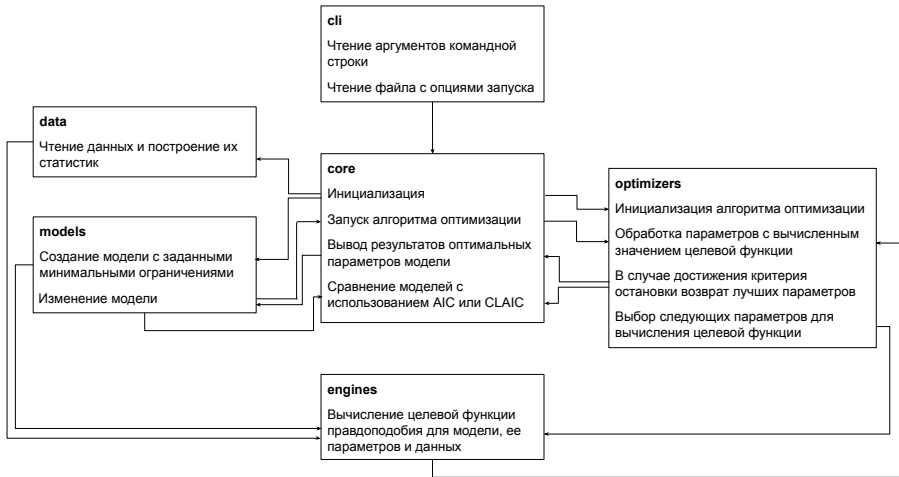 cli
Чтение аргументов командной
строки
Чтение файла с опциями запуска
data
Чтение данных и построение их
статистик
core
Инициализация
Запуск алгоритма оптимизации
Вывод результатов оптимальных
параметров модели
Сравнение моделей с
использованием AIC или CLAIC
optimizers
Инициализация алгоритма оптимизации
Обработка параметров с вычисленным
значением целевой функции
В случае достижения критерия
остановки возврат лучших параметров
Выбор следующих параметров для
вычисления целевой функции
models
Создание модели с заданными
минимальными ограничениями
Изменение модели
engines
Вычисление целевой функции
правдоподобия для модели, ее
параметров и данных